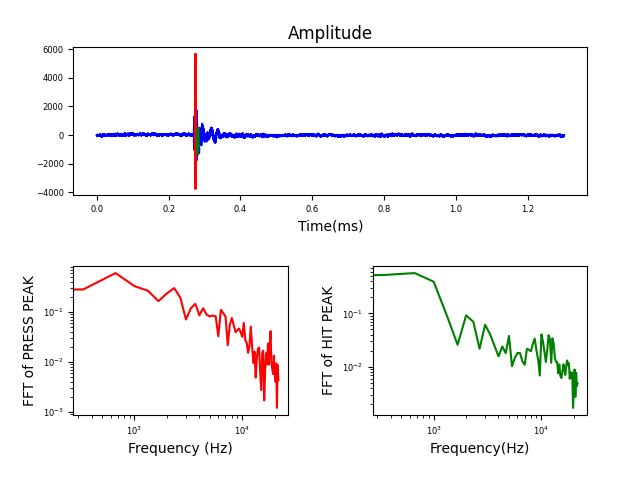 Amplitude
6000
4000
2000
0
−2000
−4000
0.0 0.2 0.4 0.6 0.8 1.0 1.2
Time(ms)
FFT of PRESS PEAK
10⁻¹
10⁻²
10⁻³
10³ 10⁴
Frequency (Hz)
FFT of HIT PEAK
10⁻¹
10⁻²
10³ 10⁴
Frequency(Hz)